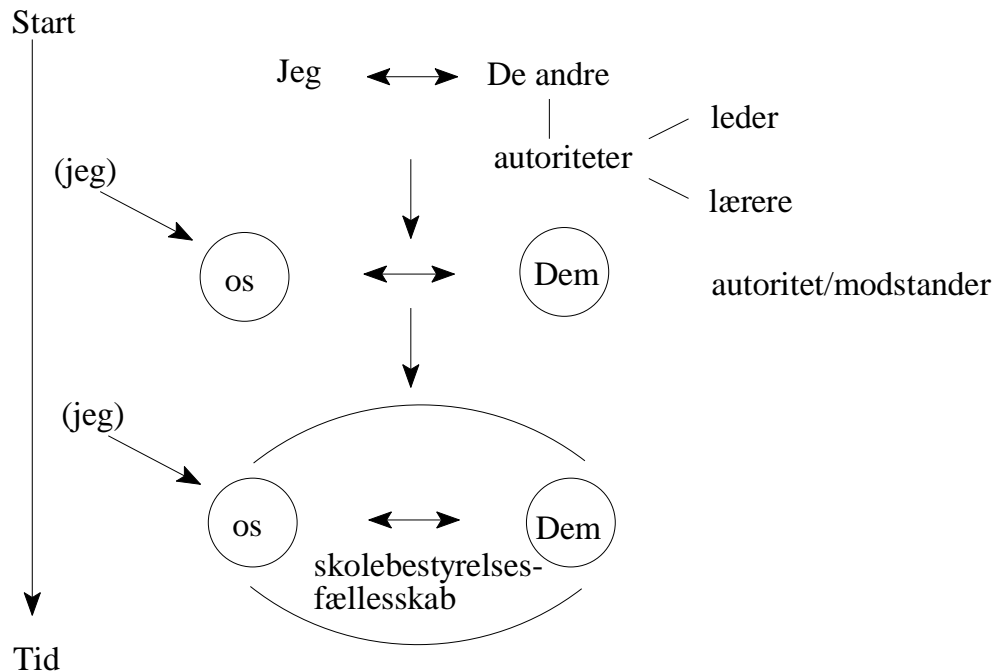 Start
Jeg
De andre
leder
autoriteter
(jeg)
lærere
os
Dem
autoritet/modstander
(jeg)
os
Dem
skolebestyrelses-
fællesskab
Tid